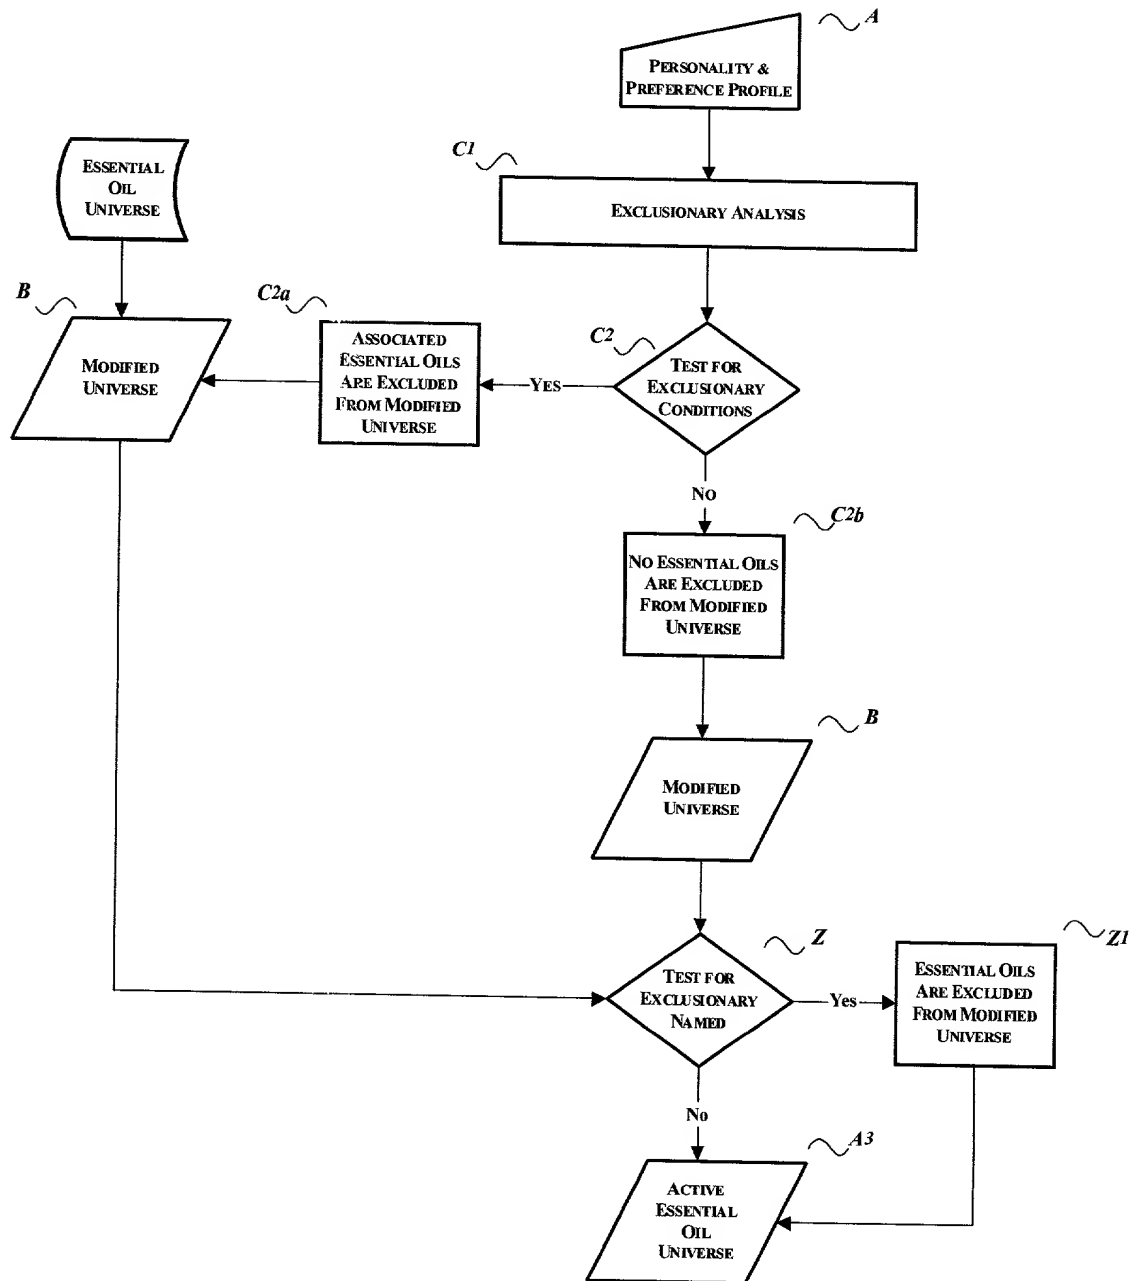 A
PERSONALITY &
PREFERENCE PROFILE
C1
EXCLUSIONARY ANALYSIS
ESSENTIAL
OIL
UNIVERSE
B
MODIFIED
UNIVERSE
C2a
ASSOCIATED
ESSENTIAL OILS
ARE EXCLUDED
FROM MODIFIED
UNIVERSE
YES
C2
TEST FOR
EXCLUSIONARY
CONDITIONS
NO
C2b
NO ESSENTIAL OILS
ARE EXCLUDED
FROM MODIFIED
UNIVERSE
B
MODIFIED
UNIVERSE
Z
TEST FOR
EXCLUSIONARY
NAMED
Yes
Z1
ESSENTIAL OILS
ARE EXCLUDED
FROM MODIFIED
UNIVERSE
No
A3
ACTIVE
ESSENTIAL
OIL
UNIVERSE